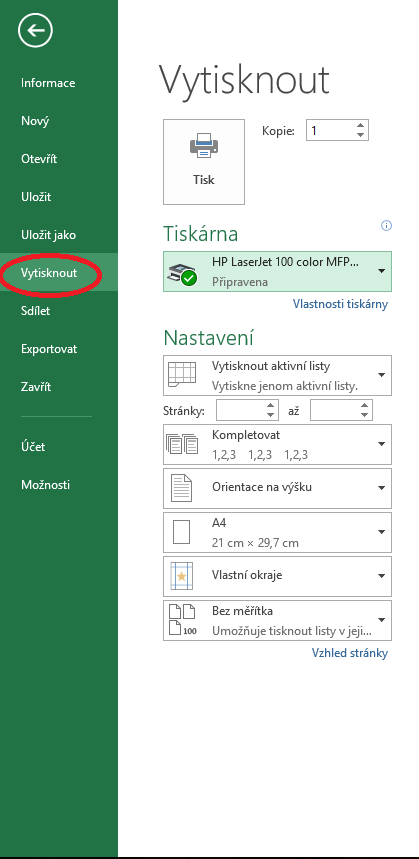 Informace
Nový
Otevřít
Uložit
Uložit jako
Vytisknout
Sdílet
Exportovat
Zavřít
Účet
Možnosti
Vytisknout
Tisk
Kopie: 1
Tiskárna
HP LaserJet 100 color MFP...
Připravena
Vlastnosti tiskárny
Nastavení
Vytisknout aktivní listy
Vytiskne jenom aktivní listy.
Stránky: až
Kompletovat
1,2,3 1,2,3 1,2,3
Orientace na výšku
A4
21 cm × 29,7 cm
Vlastní okraje
Bez měřítka
100 Umožňuje tisknout listy v jeji...
Vzhled stránky